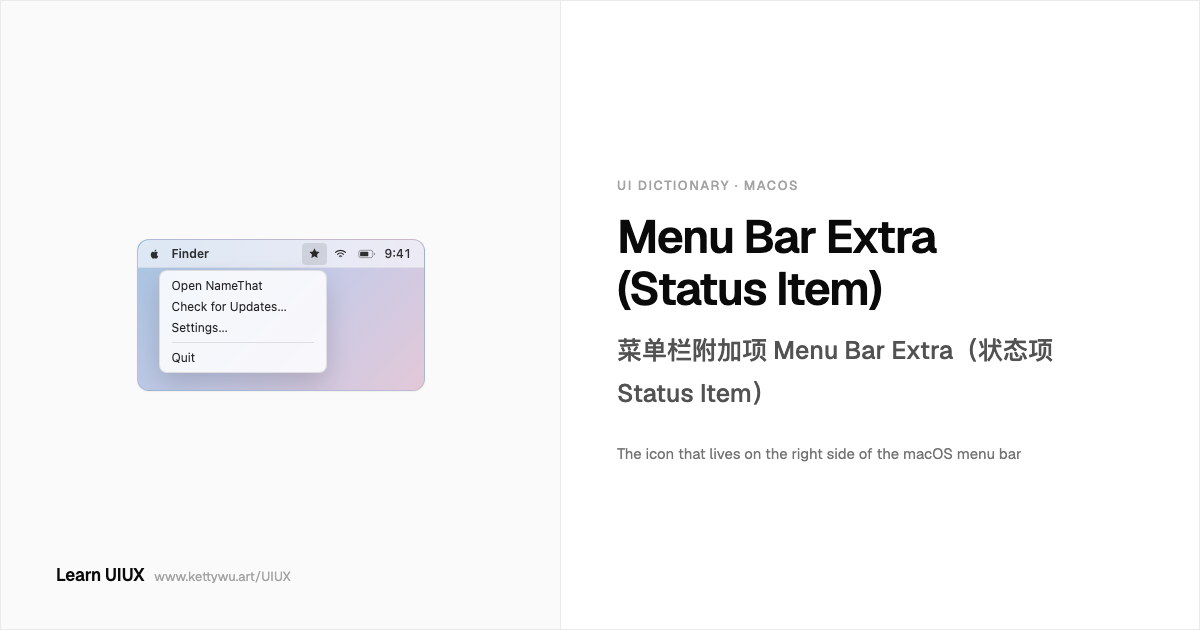 Finder 9:41
Open NameThat
Check for Updates...
Settings...
Quit
Learn UIUX www.kettywu.art/UIUX
UI DICTIONARY · MACOS
Menu Bar Extra
(Status Item)
菜单栏附加项 Menu Bar Extra（状态项
Status Item）
The icon that lives on the right side of the macOS menu bar